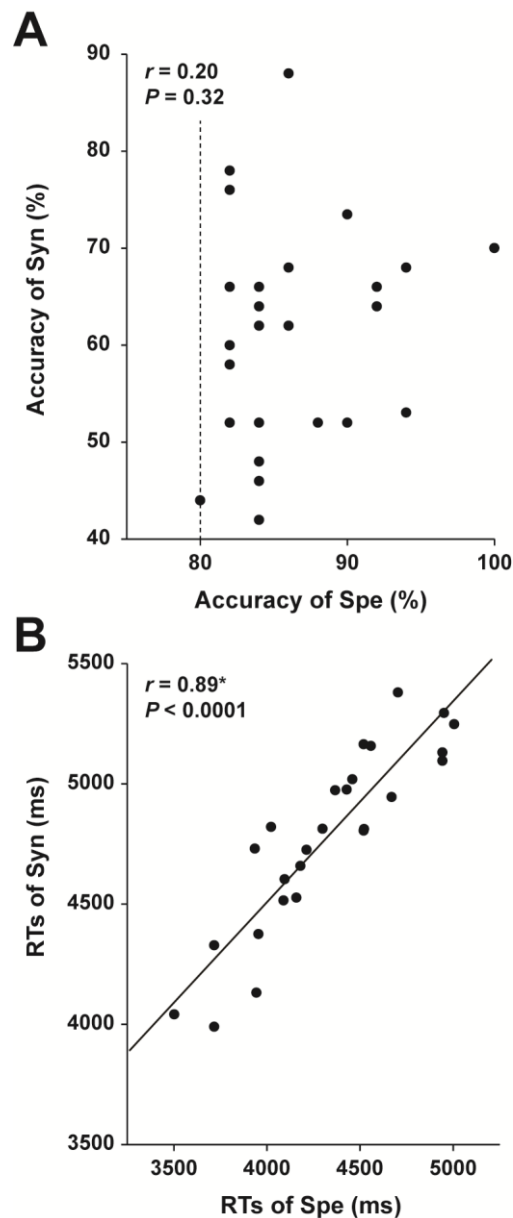 A
r = 0.20
P = 0.32
90
80
70
60
50
40
Accuracy of Syn (%)
80
90
100
Accuracy of Spe (%)
B
r = 0.89*
P < 0.0001
5500
5000
4500
4000
3500
RTs of Syn (ms)
3500
4000
4500
5000
RTs of Spe (ms)